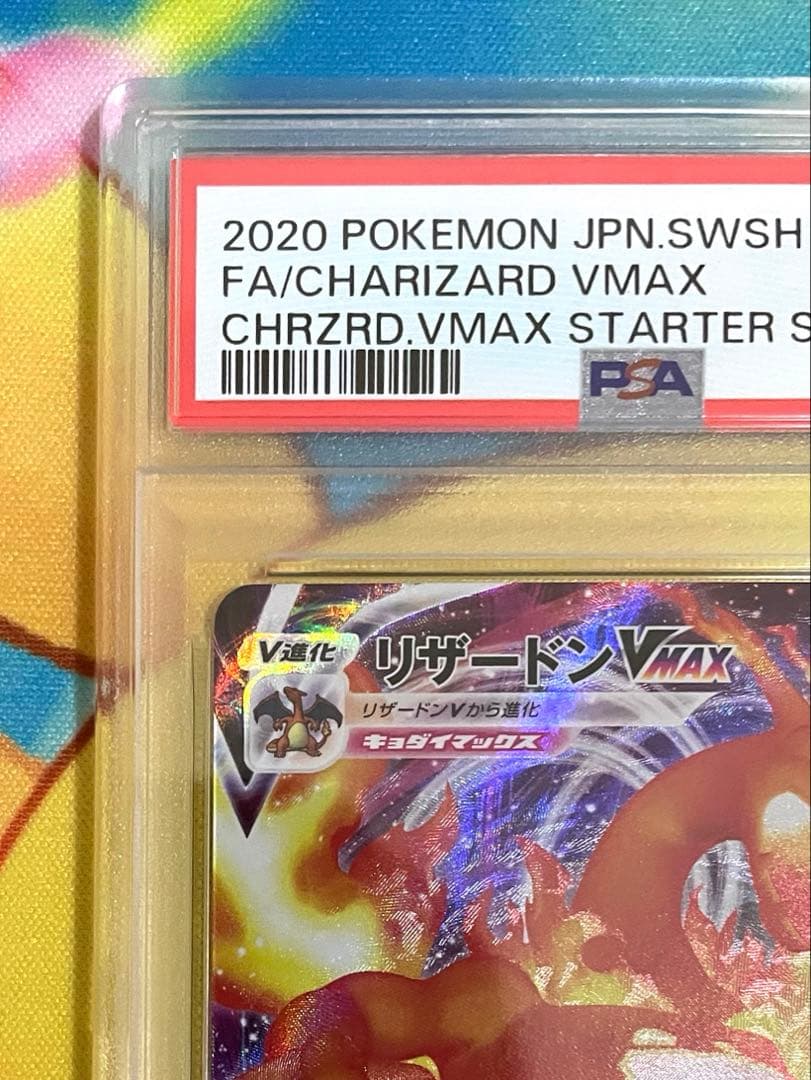 2020 POKEMON JPN.SWSH
FA/CHARIZARD VMAX
CHRZRD.VMAX STARTER S
PSA
V進化
リザードンVMAX
リザードンVから進化
キョダイマックス